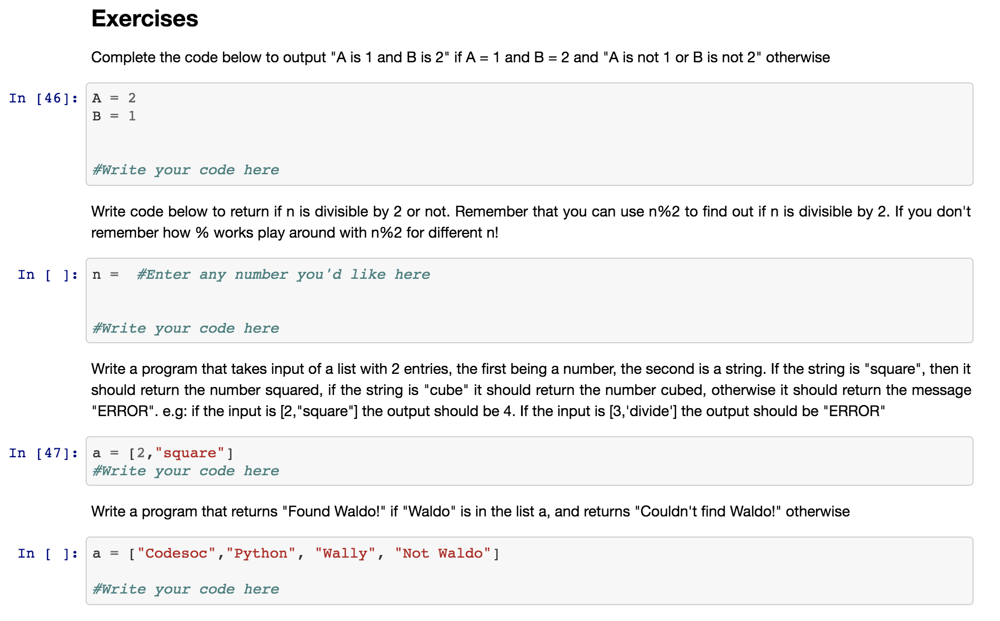 Exercises
Complete the code below to output "A is 1 and B is 2" if A = 1 and B = 2 and "A is not 1 or B is not 2" otherwise
In [46]: A = 2
B = 1
#Write your code here
Write code below to return if n is divisible by 2 or not. Remember that you can use n%2 to find out if n is divisible by 2. If you don't
remember how % works play around with n%2 for different n!
In [ ]: n =  #Enter any number you'd like here
#Write your code here
Write a program that takes input of a list with 2 entries, the first being a number, the second is a string. If the string is "square", then it
should return the number squared, if the string is "cube" it should return the number cubed, otherwise it should return the message
"ERROR". e.g: if the input is [2,"square"] the output should be 4. If the input is [3,'divide'] the output should be "ERROR"
In [47]: a = [2,"square"]
#Write your code here
Write a program that returns "Found Waldo!" if "Waldo" is in the list a, and returns "Couldn't find Waldo!" otherwise
In [ ]: a = ["Codesoc","Python", "Wally", "Not Waldo"]
#Write your code here